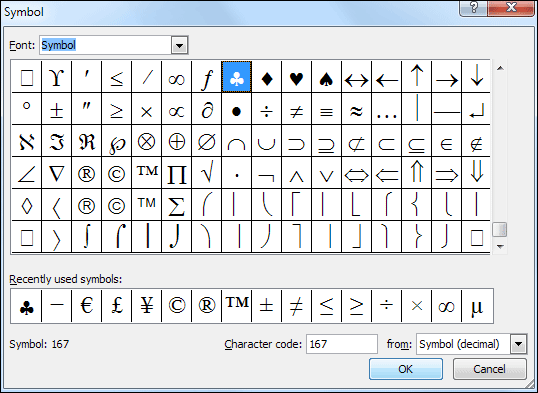 Symbol
Font: Symbol
□ ϒ ′ ≤ ⁄ ∞ ƒ ♣ ♦ ♥ ♠ ↔ ← ↑ → ↓
° ± ″ ≥ × ∝ ∂ • ÷ ≠ ≡ ≈ … ⏐ ⎯ ↵
ℵ ℑ ℜ ℘ ⊗ ⊕ ∅ ∩ ∪ ⊃ ⊇ ⊄ ⊂ ⊆ ∈ ∉
∠ ∇ ® © ™ ∏ √ ⋅ ¬ ∧ ∨ ⇔ ⇐ ⇑ ⇒ ⇓
◊ 〈 ® © ™ ∑ ⎛ ⎜ ⎝ ⎡ ⎢ ⎣ ⎧ ⎨ ⎩ ⎪
□ 〉 ∫ ⌠ ⎮ ⌡ ⎞ ⎟ ⎠ ⎤ ⎥ ⎦ ⎫ ⎬ ⎭ □
Recently used symbols:
♣ − € £ ¥ © ® ™ ± ≠ ≤ ≥ ÷ × ∞ µ
Symbol: 167 Character code: 167 from: Symbol (decimal)
OK Cancel